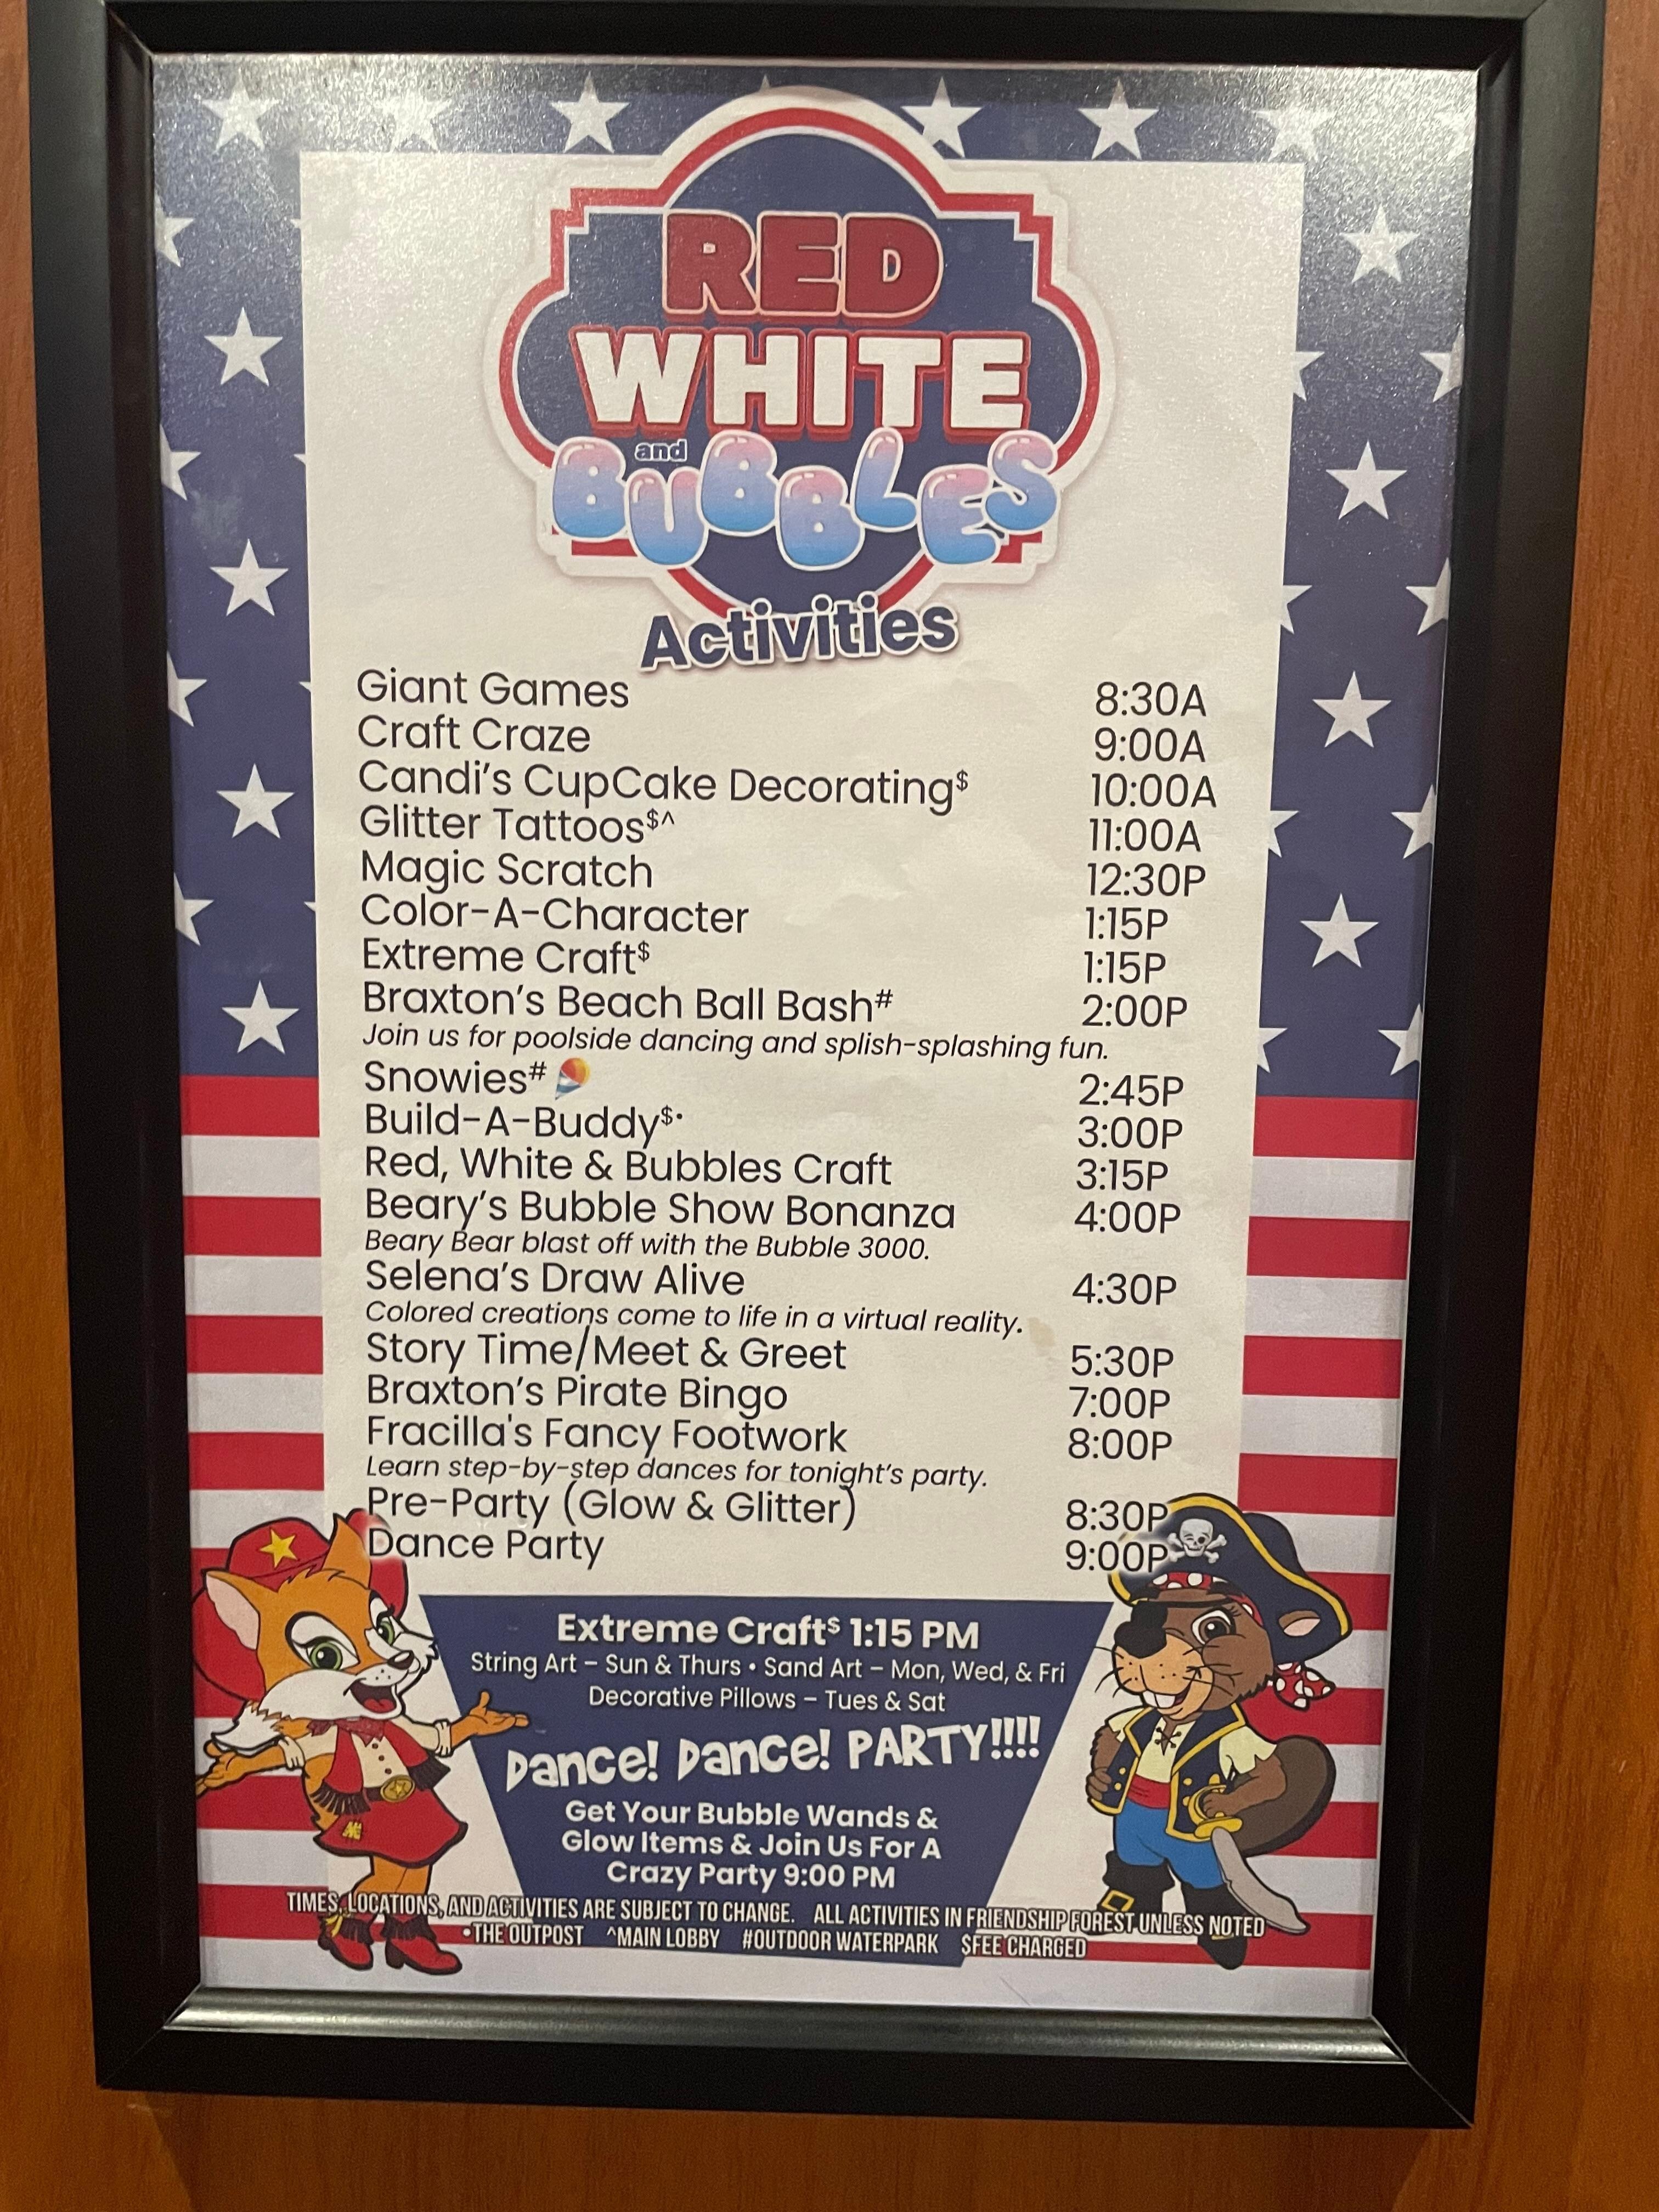 RED
WHITE
and
BUBBLES
Activities
Giant Games 8:30A
Craft Craze 9:00A
Candi's CupCake Decorating$ 10:00A
Glitter Tattoos$^ 11:00A
Magic Scratch 12:30P
Color-A-Character 1:15P
Extreme Craft$ 1:15P
Braxton's Beach Ball Bash# 2:00P
Join us for poolside dancing and splish-splashing fun.
Snowies# 2:45P
Build-A-Buddy$• 3:00P
Red, White & Bubbles Craft 3:15P
Beary's Bubble Show Bonanza 4:00P
Beary Bear blast off with the Bubble 3000.
Selena's Draw Alive 4:30P
Colored creations come to life in a virtual reality.
Story Time/Meet & Greet 5:30P
Braxton's Pirate Bingo 7:00P
Fracilla's Fancy Footwork 8:00P
Learn step-by-step dances for tonight's party.
Pre-Party (Glow & Glitter) 8:30P
Dance Party 9:00P
Extreme Craft$ 1:15 PM
String Art – Sun & Thurs • Sand Art – Mon, Wed, & Fri
Decorative Pillows – Tues & Sat
Dance! Dance! PARTY!!!!
Get Your Bubble Wands &
Glow Items & Join Us For A
Crazy Party 9:00 PM
TIMES, LOCATIONS, AND ACTIVITIES ARE SUBJECT TO CHANGE. ALL ACTIVITIES IN FRIENDSHIP FOREST UNLESS NOTED
•THE OUTPOST ^MAIN LOBBY #OUTDOOR WATERPARK $FEE CHARGED